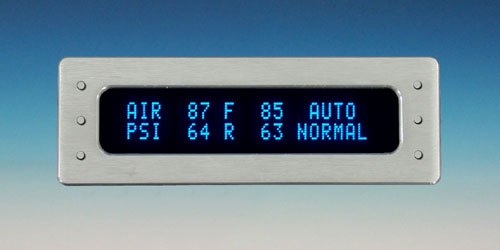 AIR 87 F 85 AUTO
PSI 64 R 63 NORMAL